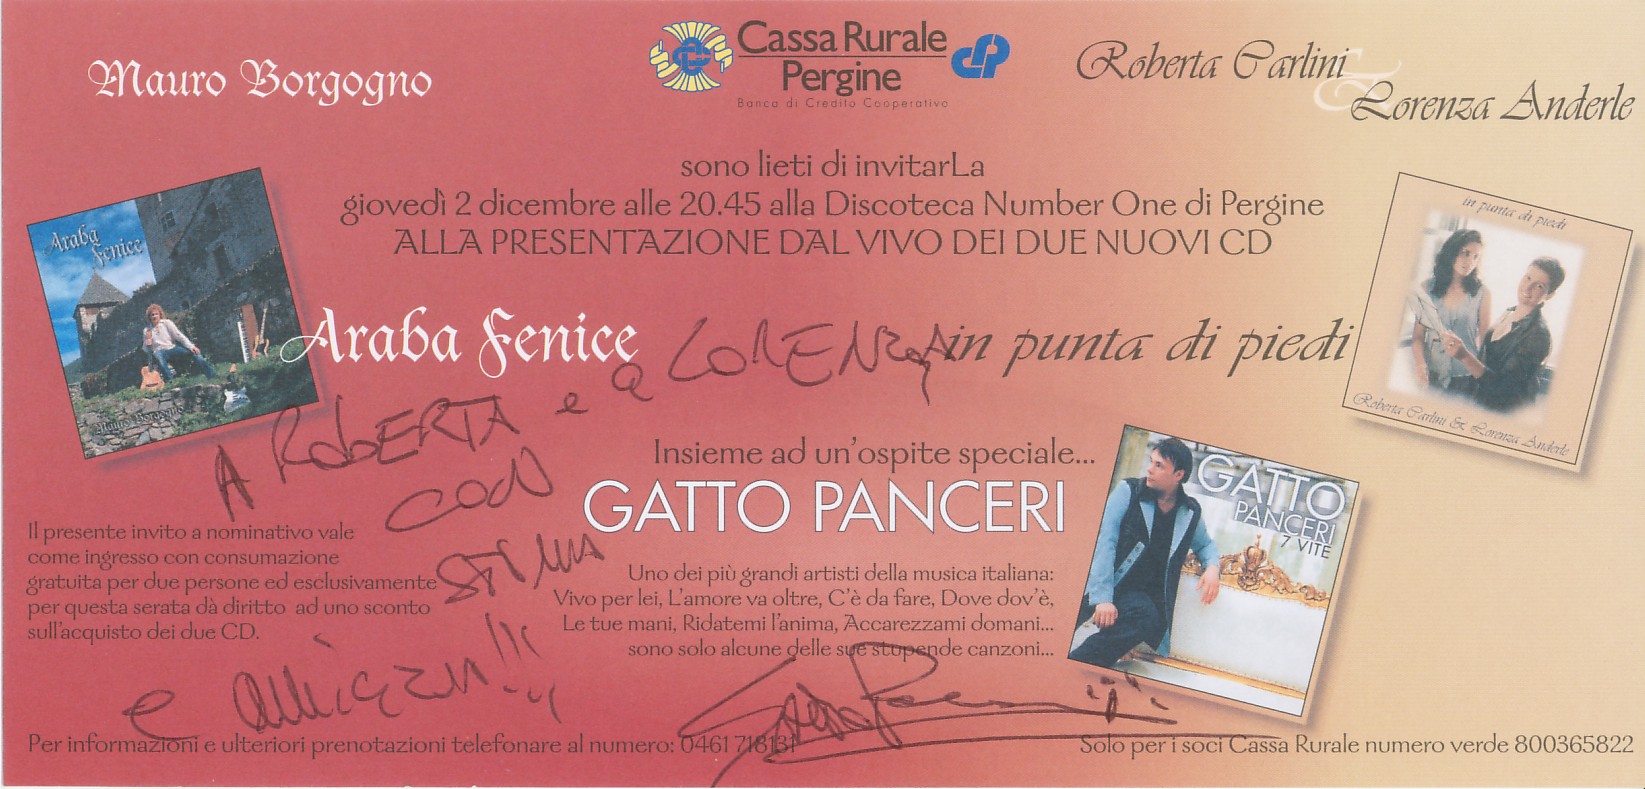 Mauro Borgogno
Cassa Rurale
Pergine
Banca di Credito Cooperativo
Roberta Carlini
&
Lorenza Anderle
sono lieti di invitarLa
giovedì 2 dicembre alle 20.45 alla Discoteca Number One di Pergine
ALLA PRESENTAZIONE DAL VIVO DEI DUE NUOVI CD
Araba
Fenice
Mauro Borgogno
Araba Fenice
in punta di piedi
in punta di piedi
Roberta Carlini & Lorenza Anderle
A ROBERTA e a LORENZA
CON
STIMA
e amicizia!!!
Insieme ad un'ospite speciale...
GATTO PANCERI
GATTO
PANCERI
7 VITE
Il presente invito a nominativo vale
come ingresso con consumazione
gratuita per due persone ed esclusivamente
per questa serata dà diritto ad uno sconto
sull'acquisto dei due CD.
Uno dei più grandi artisti della musica italiana:
Vivo per lei, L'amore va oltre, C'è da fare, Dove dov'è,
Le tue mani, Ridatemi l'anima, Accarezzami domani...
sono solo alcune delle sue stupende canzoni...
Gatto Panceri
Per informazioni e ulteriori prenotazioni telefonare al numero: 0461 718131
Solo per i soci Cassa Rurale numero verde 800365822